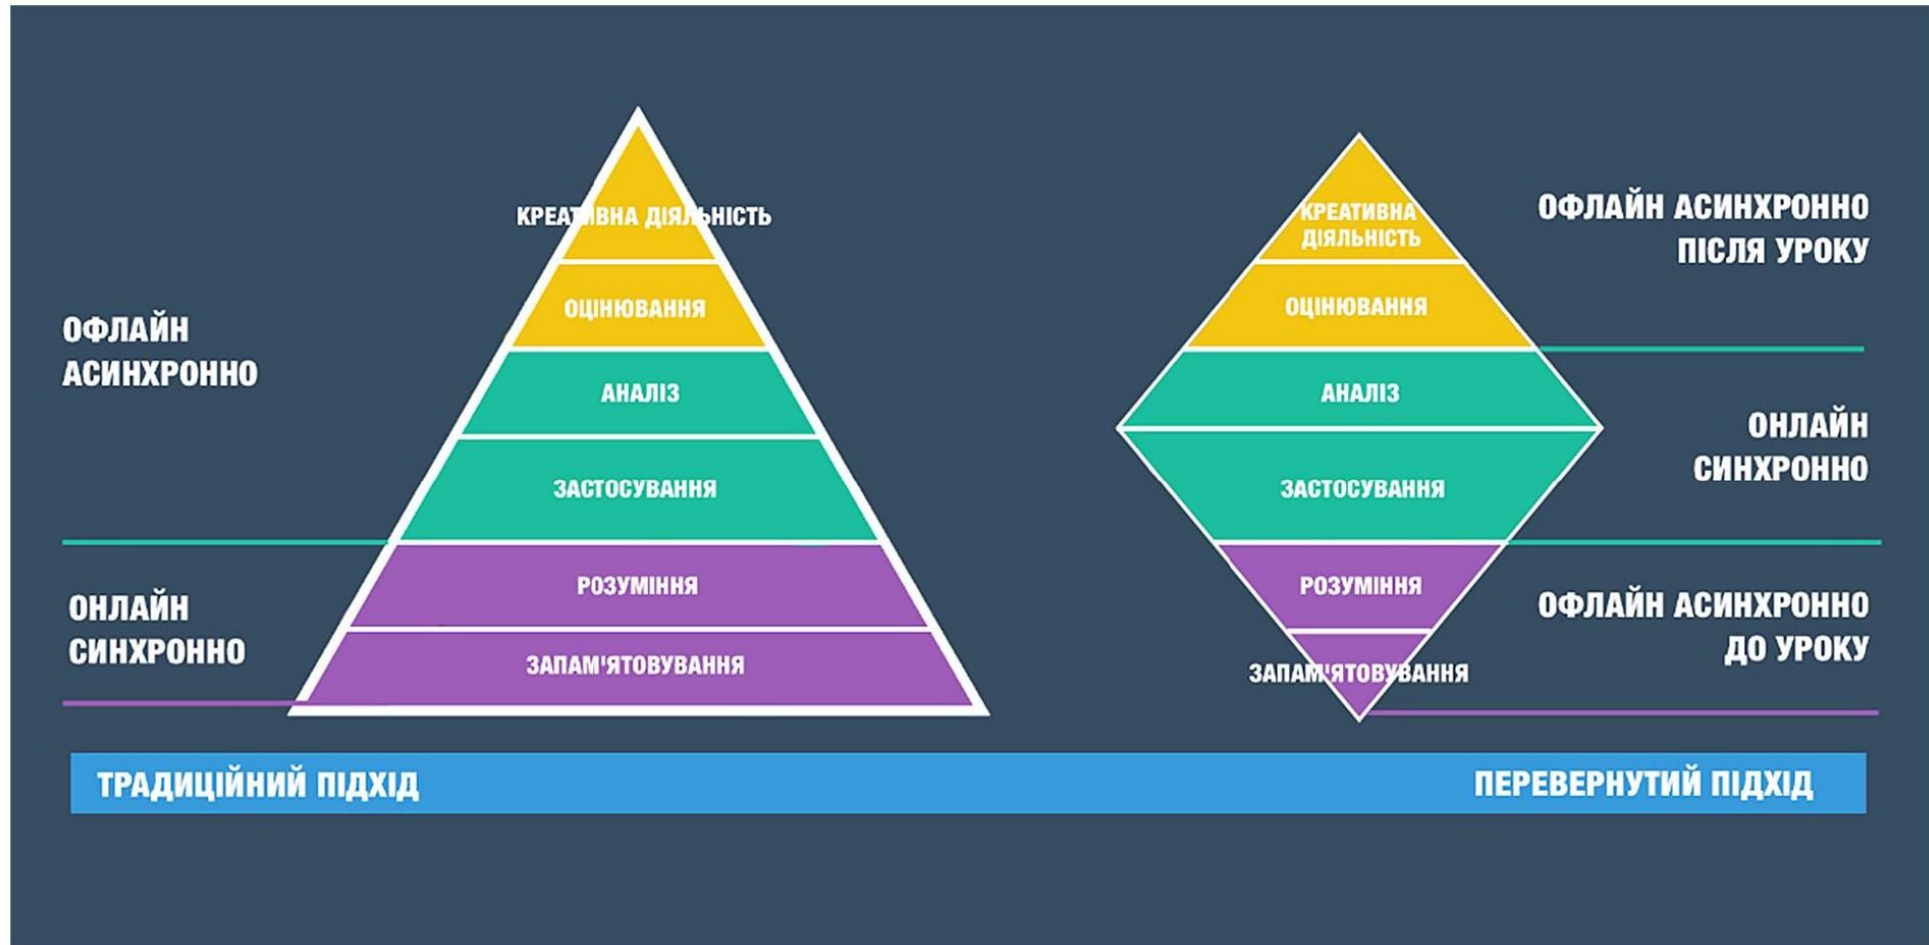 КРЕАТИВНА ДІЯЛЬНІСТЬ
ОЦІНЮВАННЯ
АНАЛІЗ
ЗАСТОСУВАННЯ
РОЗУМІННЯ
ЗАПАМ'ЯТОВУВАННЯ
ОФЛАЙН
АСИНХРОННО
ОНЛАЙН
СИНХРОННО
КРЕАТИВНА
ДІЯЛЬНІСТЬ
ОЦІНЮВАННЯ
АНАЛІЗ
ЗАСТОСУВАННЯ
РОЗУМІННЯ
ЗАПАМ'ЯТОВУВАННЯ
ОФЛАЙН АСИНХРОННО
ПІСЛЯ УРОКУ
ОНЛАЙН
СИНХРОННО
ОФЛАЙН АСИНХРОННО
ДО УРОКУ
ТРАДИЦІЙНИЙ ПІДХІД
ПЕРЕВЕРНУТИЙ ПІДХІД